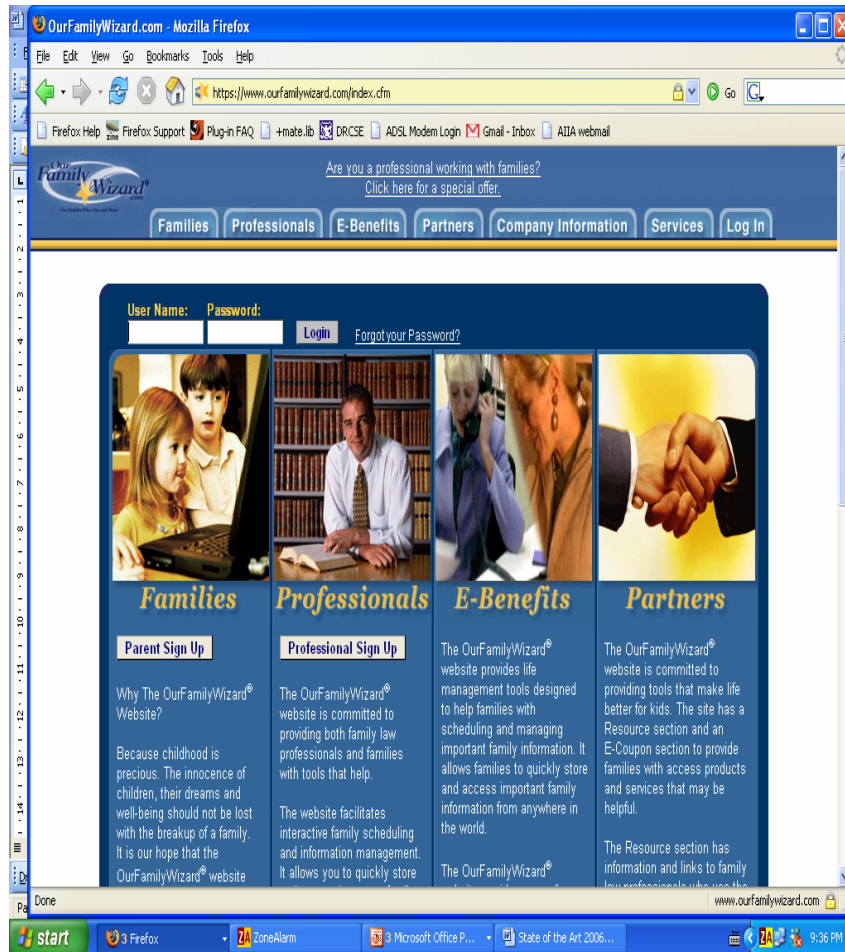 OurFamilyWizard.com - Mozilla Firefox
File Edit View Go Bookmarks Tools Help
https://www.ourfamilywizard.com/index.cfm
Go
G
Firefox Help Firefox Support Plug-in FAQ +mate.lib DRCSE ADSL Modem Login Gmail - Inbox AIIA webmail
Our Family Wizard® .com
Are you a professional working with families?
Click here for a special offer.
Families Professionals E-Benefits Partners Company Information Services Log In
User Name: Password:
Login Forgot your Password?
Families
Parent Sign Up
Why The OurFamilyWizard®
Website?
Because childhood is
precious. The innocence of
children, their dreams and
well-being should not be lost
with the breakup of a family.
It is our hope that the
OurFamilyWizard® website
Professionals
Professional Sign Up
The OurFamilyWizard®
website is committed to
providing both family law
professionals and families
with tools that help.
The website facilitates
interactive family scheduling
and information management.
It allows you to quickly store
E-Benefits
The OurFamilyWizard®
website provides life
management tools designed
to help families with
scheduling and managing
important family information. It
allows families to quickly store
and access important family
information from anywhere in
the world.
The OurFamilyWizard®
Partners
The OurFamilyWizard®
website is committed to
providing tools that make life
better for kids. The site has a
Resource section and an
E-Coupon section to provide
families with access products
and services that may be
helpful.
The Resource section has
information and links to family
law professionals who use the
Done
www.ourfamilywizard.com
start 3 Firefox ZA ZoneAlarm 3 Microsoft Office P... State of the Art 2006... ZA 9:36 PM